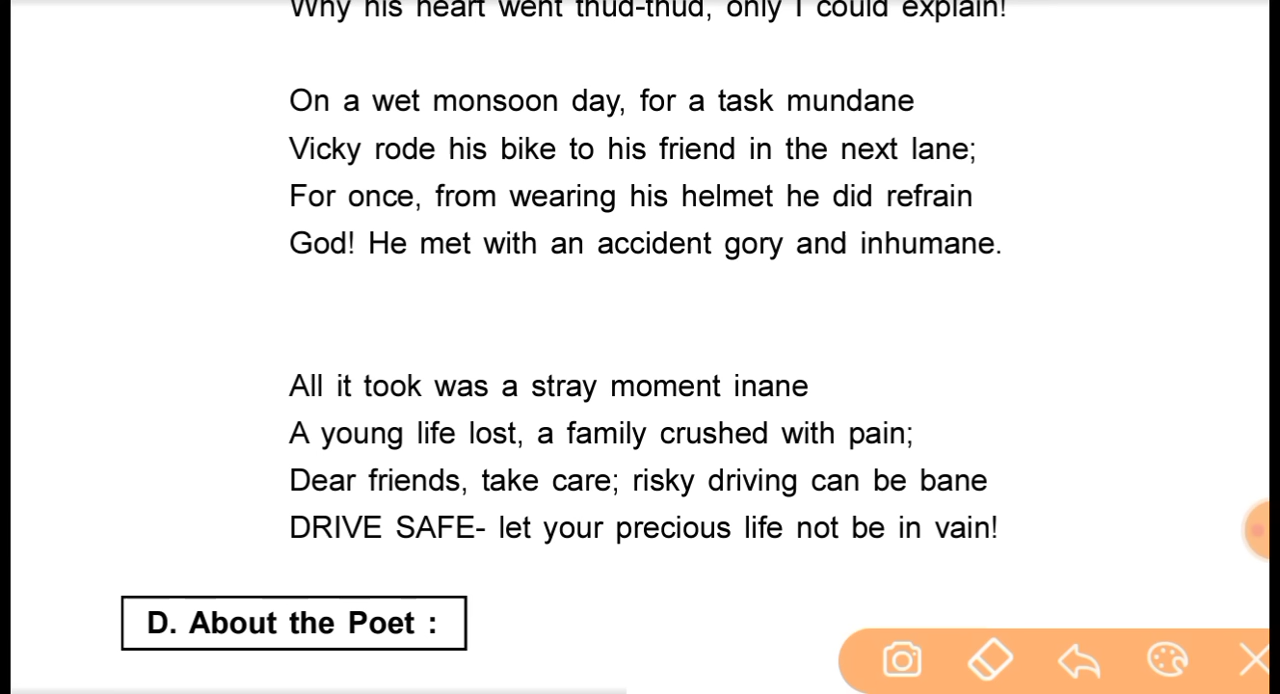 Why his heart went thud-thud, only I could explain!
On a wet monsoon day, for a task mundane
Vicky rode his bike to his friend in the next lane;
For once, from wearing his helmet he did refrain
God! He met with an accident gory and inhumane.
All it took was a stray moment inane
A young life lost, a family crushed with pain;
Dear friends, take care; risky driving can be bane
DRIVE SAFE- let your precious life not be in vain!
D. About the Poet :